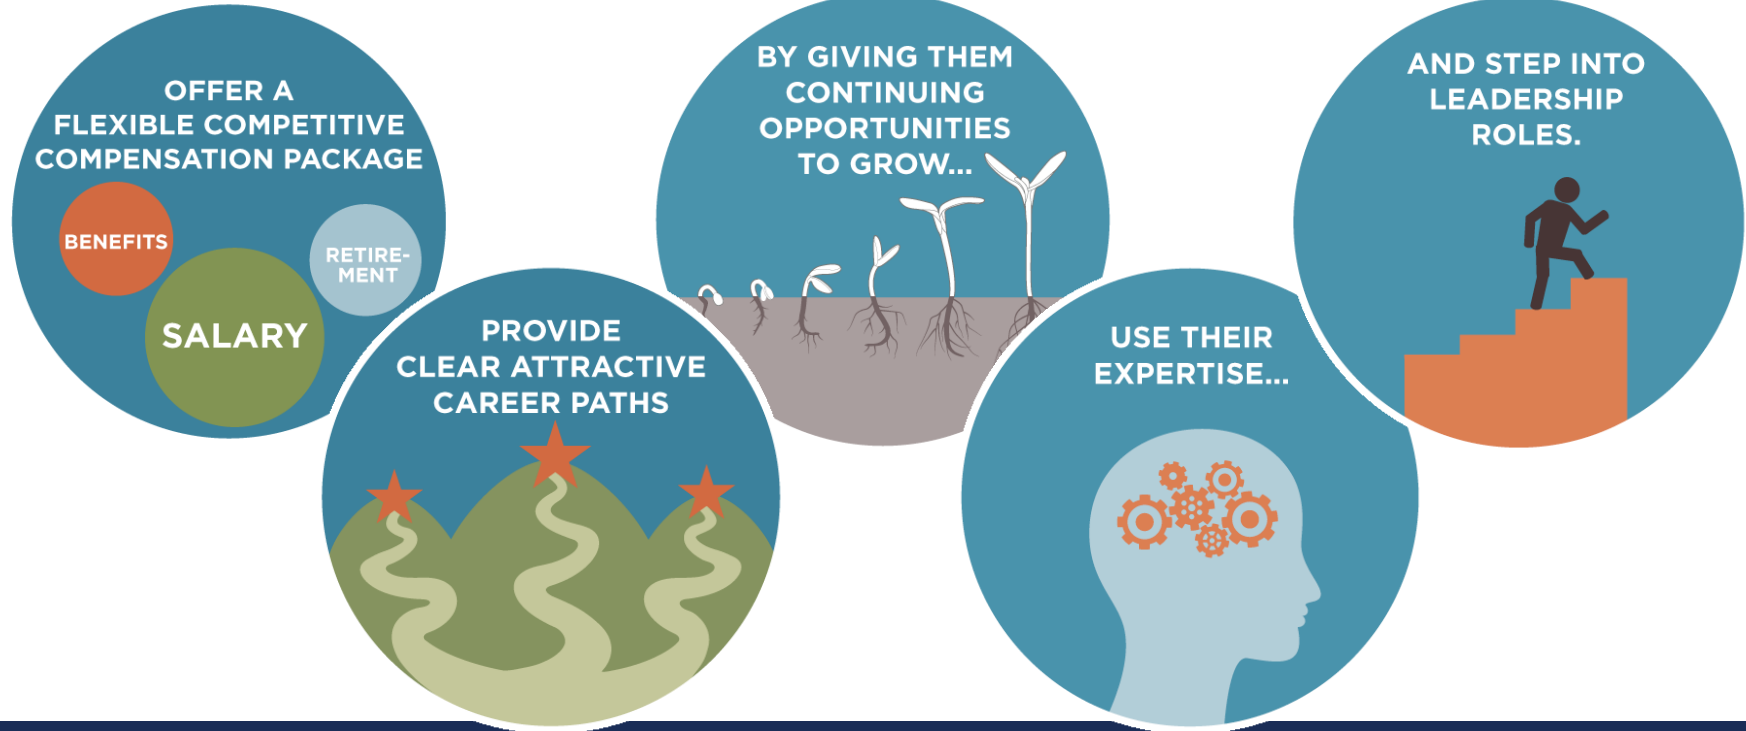 OFFER A
FLEXIBLE COMPETITIVE
COMPENSATION PACKAGE
BENEFITS
RETIRE-
MENT
SALARY
PROVIDE
CLEAR ATTRACTIVE
CAREER PATHS
BY GIVING THEM
CONTINUING
OPPORTUNITIES
TO GROW...
USE THEIR
EXPERTISE...
AND STEP INTO
LEADERSHIP
ROLES.